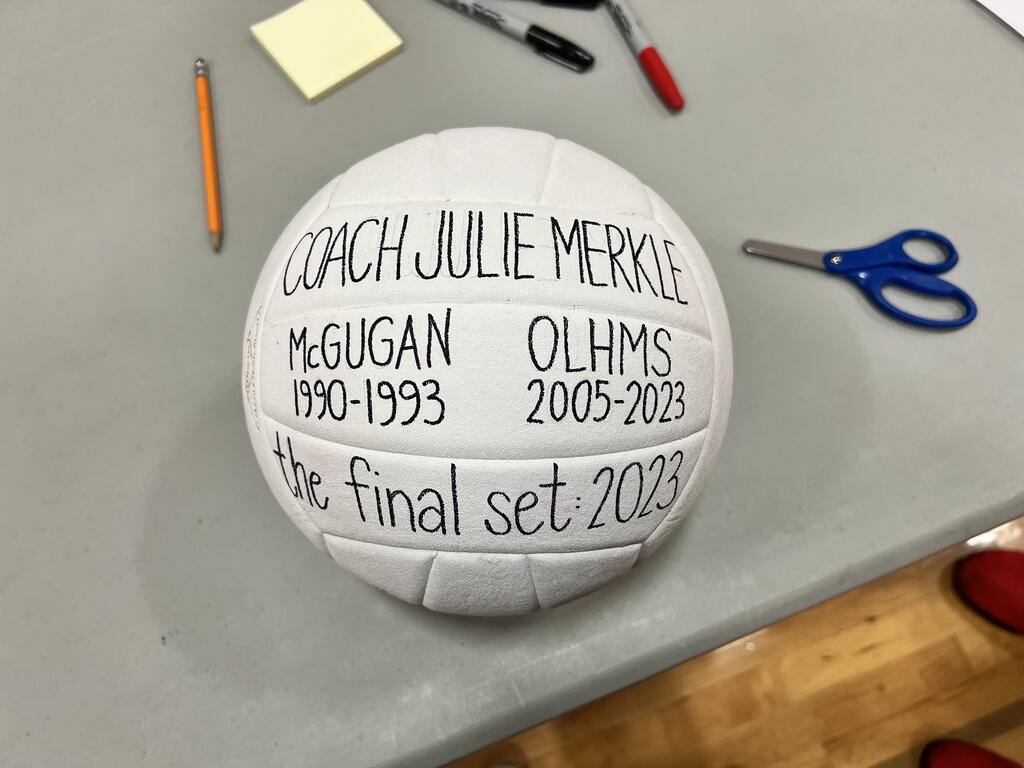 COACH JULIE MERKLE
McGUGAN OLHMS
1990-1993 2005-2023
the final set: 2023